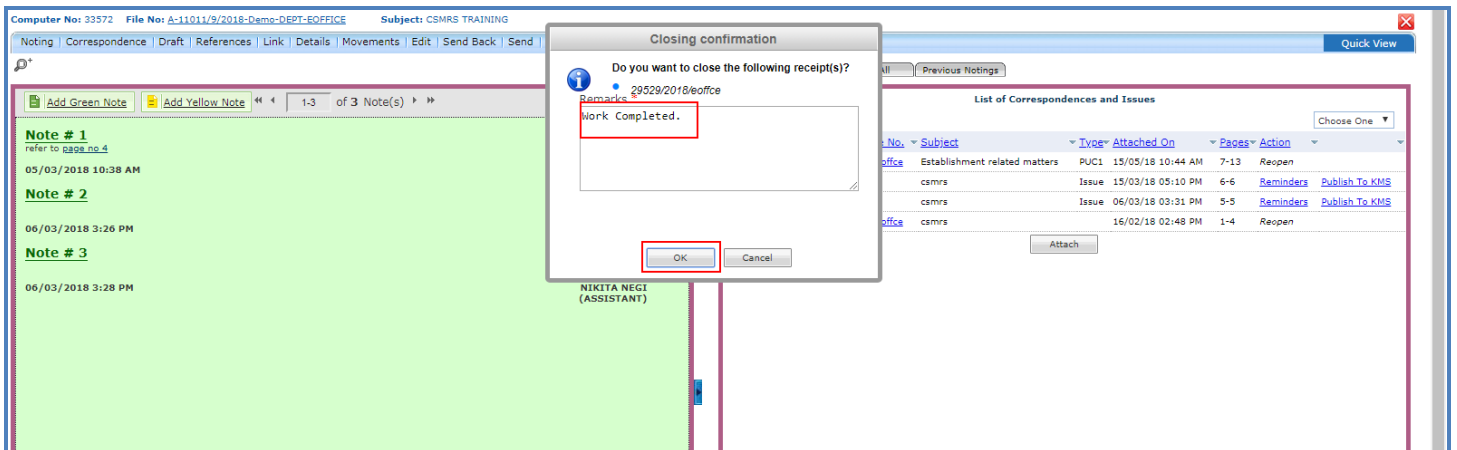 Computer No: 33572 File No: A-11011/9/2018-Demo-DEPT-EOFFICE Subject: CSMRS TRAINING
Noting | Correspondence | Draft | References | Link | Details | Movements | Edit | Send Back | Send |
Quick View
Closing confirmation
Do you want to close the following receipt(s)?
29529/2018/eoffce
Remarks *
Work Completed.
OK Cancel
All Previous Notings
Add Green Note Add Yellow Note 1-3 of 3 Note(s)
Note # 1
refer to page no 4
05/03/2018 10:38 AM
Note # 2
06/03/2018 3:26 PM
Note # 3
06/03/2018 3:28 PM NIKITA NEGI
(ASSISTANT)
List of Correspondences and Issues
Choose One
No. Subject Type Attached On Pages Action
offce Establishment related matters PUC1 15/05/18 10:44 AM 7-13 Reopen
csmrs Issue 15/03/18 05:10 PM 6-6 Reminders Publish To KMS
csmrs Issue 06/03/18 03:31 PM 5-5 Reminders Publish To KMS
offce csmrs 16/02/18 02:48 PM 1-4 Reopen
Attach